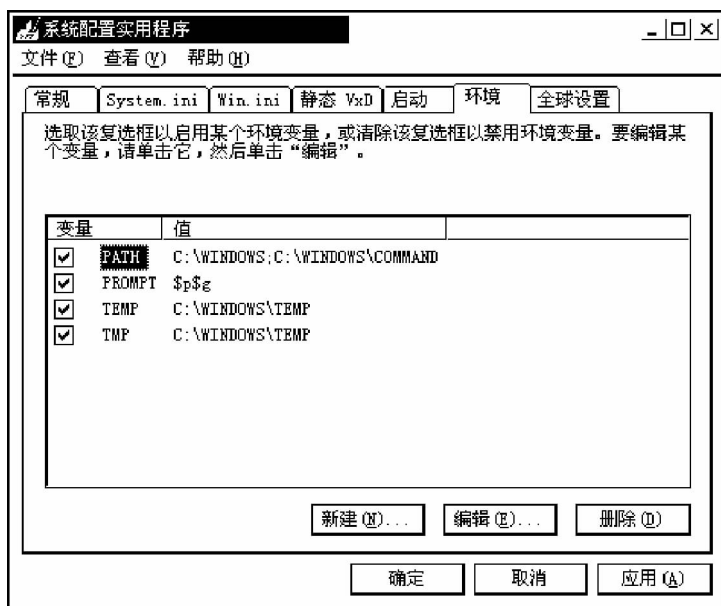 系统配置实用程序
文件(F) 查看(V) 帮助(H)
常规 System.ini Win.ini 静态 VxD 启动 环境 全球设置
选取该复选框以启用某个环境变量，或清除该复选框以禁用环境变量。要编辑某
个变量，请单击它，然后单击“编辑”。
变量 值
PATH C:\WINDOWS;C:\WINDOWS\COMMAND
PROMPT $p$g
TEMP C:\WINDOWS\TEMP
TMP C:\WINDOWS\TEMP
新建(N)... 编辑(E)... 删除(D)
确定 取消 应用(A)